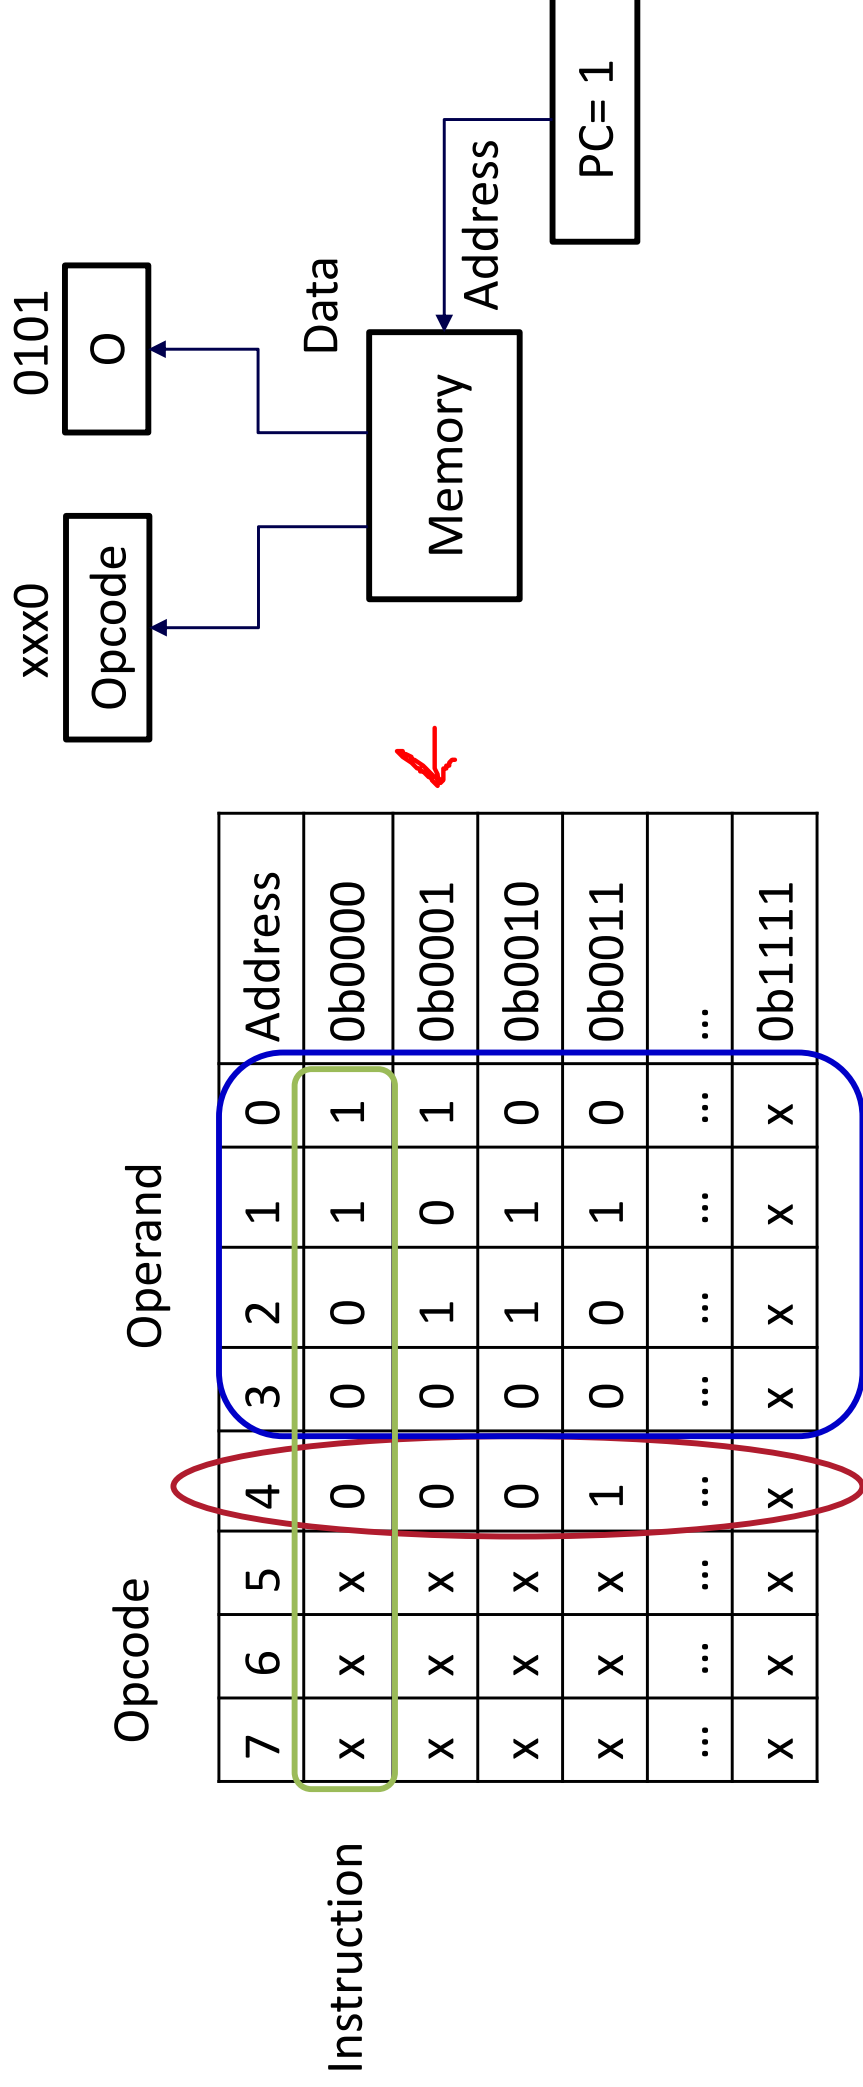 Opcode Operand
7 6 5 4 3 2 1 0 Address
Instruction x x x 0 0 0 1 1 0b0000
x x x 0 0 1 0 1 0b0001
x x x 0 0 1 1 0 0b0010
x x x 1 0 0 1 0 0b0011
... ... ... ... ... ... ... ... ...
x x x x x x x x 0b1111
xxx0 0101
Opcode O
Data
Memory
Address
PC= 1